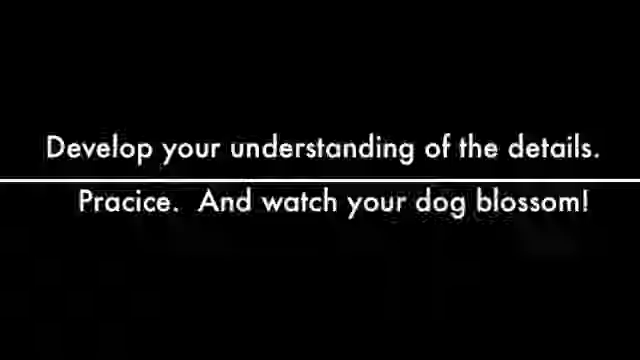 Develop your understanding of the details.
Pracice.  And watch your dog blossom!